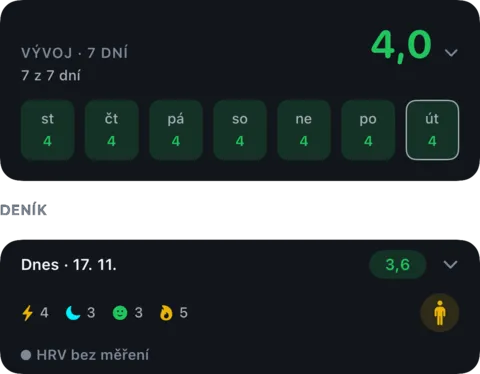 VÝVOJ · 7 DNÍ
4,0
7 z 7 dní
st čt pá so ne po út
4 4 4 4 4 4 4
DENÍK
Dnes · 17. 11.
3,6
4 3 3 5
HRV bez měření